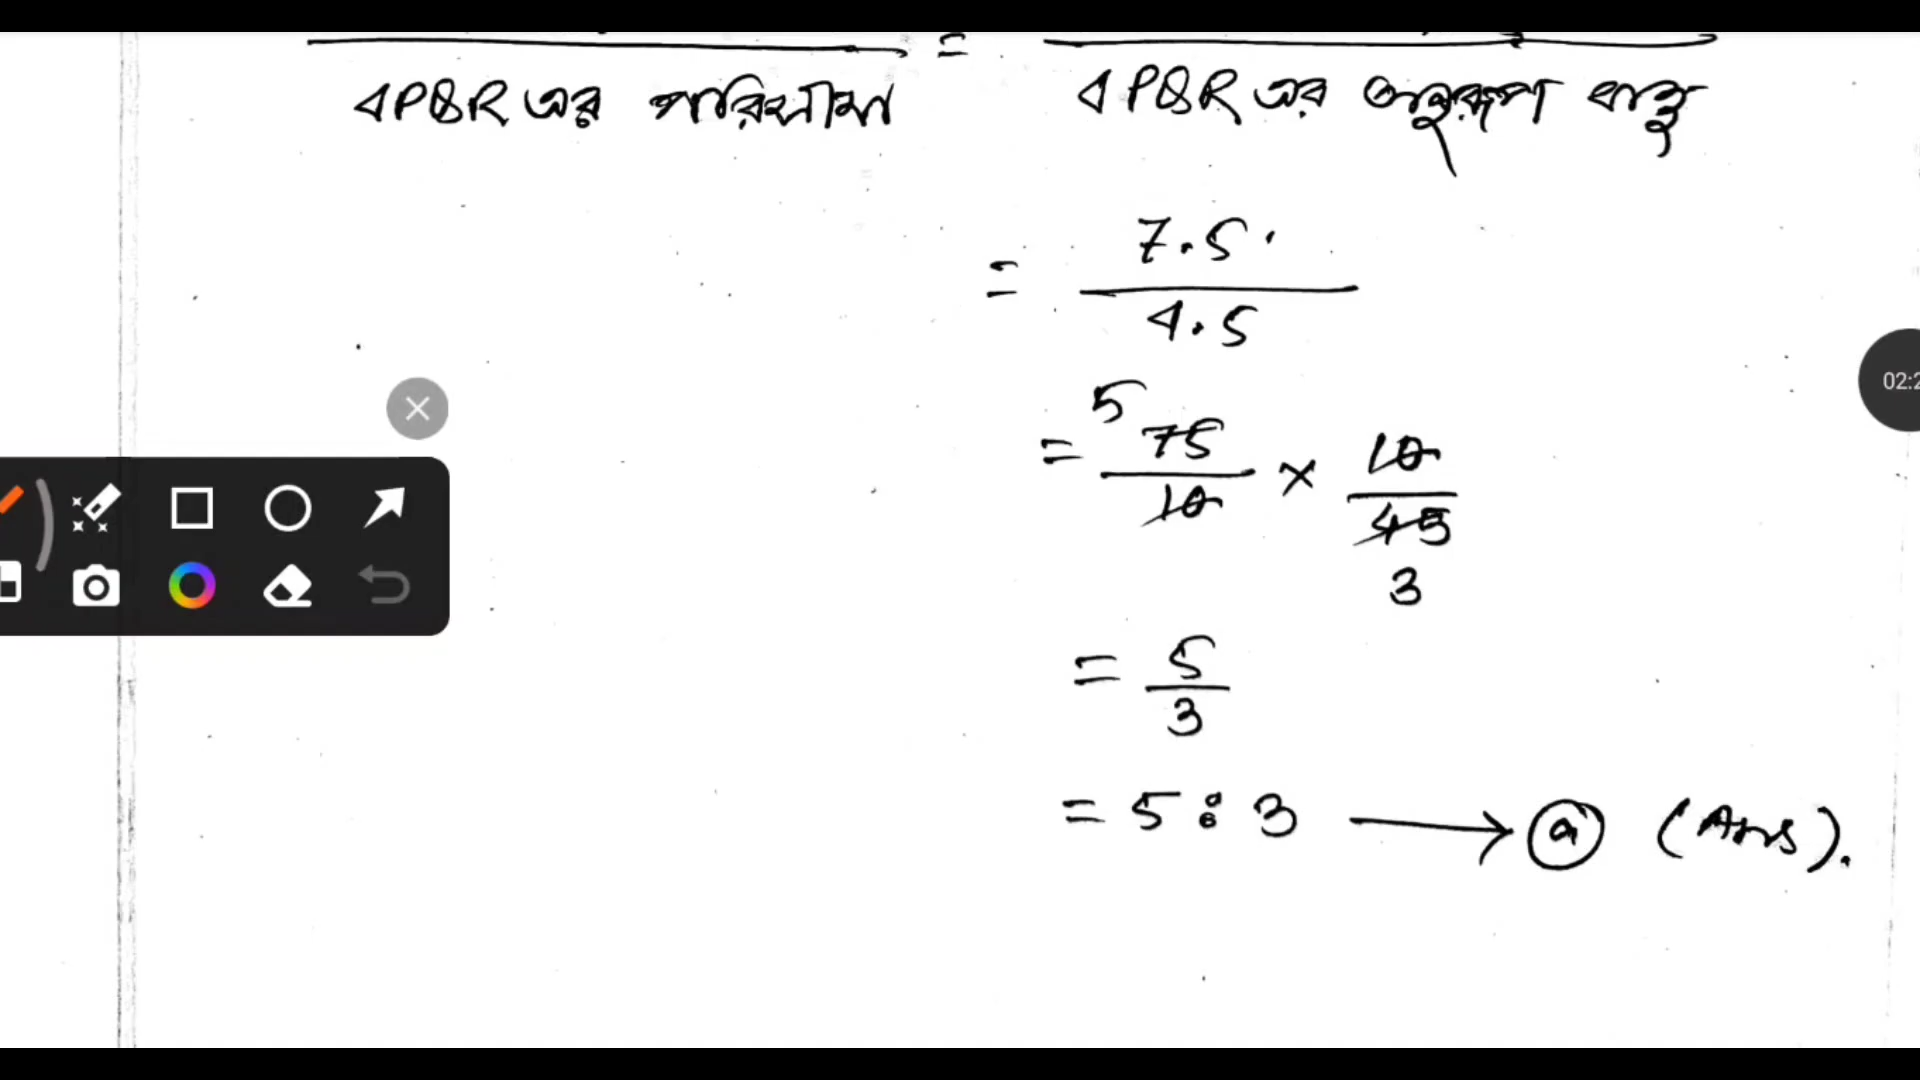 ΔPQR এর পরিসীমা = ΔPQR এর অনুরূপ বাহু
= 7.5 / 4.5
= 5 75/10 × 10/45 3
= 5/3
= 5 : 3 → ⓐ (Ans).
02:2